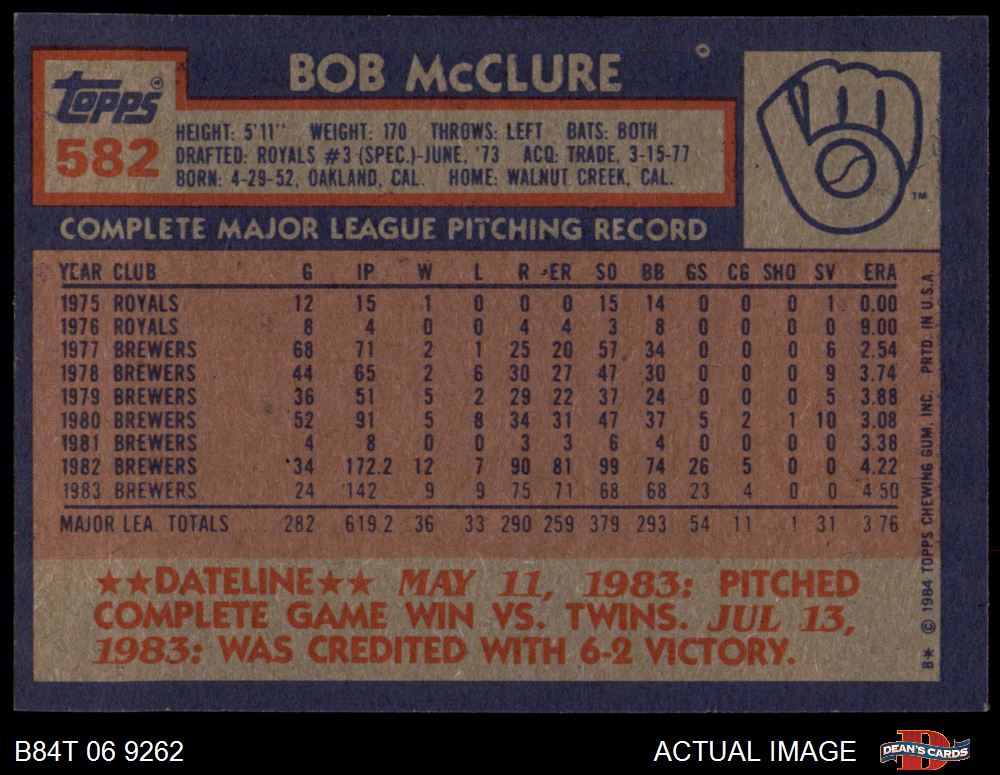 BOB McCLURE
TOPPS ®
582
HEIGHT: 5'11" WEIGHT: 170 THROWS: LEFT BATS: BOTH
DRAFTED: ROYALS #3 (SPEC.)-JUNE, '73 ACQ: TRADE, 3-15-77
BORN: 4-29-52, OAKLAND, CAL. HOME: WALNUT CREEK, CAL.
TM
COMPLETE MAJOR LEAGUE PITCHING RECORD
YEAR CLUB G IP W L R ER SO BB GS CG SHO SV ERA
1975 ROYALS 12 15 1 0 0 0 15 14 0 0 0 1 0.00
1976 ROYALS 8 4 0 0 4 4 3 8 0 0 0 0 9.00
1977 BREWERS 68 71 2 1 25 20 57 34 0 0 0 6 2.54
1978 BREWERS 44 65 2 6 30 27 47 30 0 0 0 9 3.74
1979 BREWERS 36 51 5 2 29 22 37 24 0 0 0 5 3.88
1980 BREWERS 52 91 5 8 34 31 47 37 5 2 1 10 3.08
1981 BREWERS 4 8 0 0 3 3 6 4 0 0 0 0 3.38
1982 BREWERS 34 172.2 12 7 90 81 99 74 26 5 0 0 4.22
1983 BREWERS 24 142 9 9 75 71 68 68 23 4 0 0 4.50
MAJOR LEA. TOTALS 282 619.2 36 33 290 259 379 293 54 11 1 31 3.76
★★DATELINE★★ MAY 11, 1983: PITCHED
COMPLETE GAME WIN VS. TWINS. JUL 13,
1983: WAS CREDITED WITH 6-2 VICTORY.
B* © 1984 TOPPS CHEWING GUM, INC. PRTD. IN U.S.A.
B84T 06 9262 ACTUAL IMAGE
DEAN'S CARDS